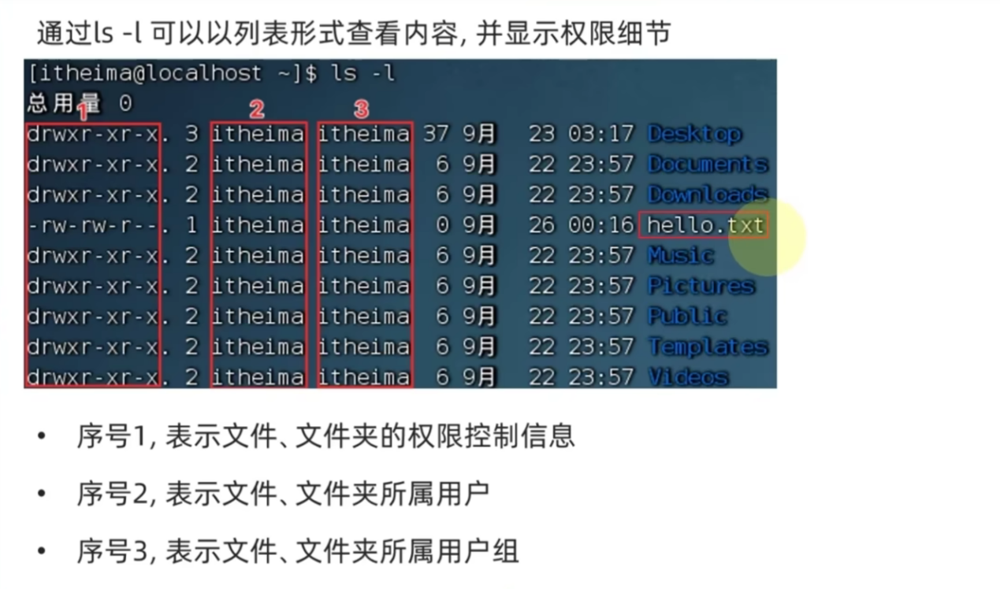 通过ls -l 可以以列表形式查看内容, 并显示权限细节
[itheima@localhost ~]$ ls -l
总用量 0
1 2 3
drwxr-xr-x. 3 itheima itheima 37 9月 23 03:17 Desktop
drwxr-xr-x. 2 itheima itheima 6 9月 22 23:57 Documents
drwxr-xr-x. 2 itheima itheima 6 9月 22 23:57 Downloads
-rw-rw-r--. 1 itheima itheima 0 9月 26 00:16 hello.txt
drwxr-xr-x. 2 itheima itheima 6 9月 22 23:57 Music
drwxr-xr-x. 2 itheima itheima 6 9月 22 23:57 Pictures
drwxr-xr-x. 2 itheima itheima 6 9月 22 23:57 Public
drwxr-xr-x. 2 itheima itheima 6 9月 22 23:57 Templates
drwxr-xr-x. 2 itheima itheima 6 9月 22 23:57 Videos
• 序号1, 表示文件、文件夹的权限控制信息
• 序号2, 表示文件、文件夹所属用户
• 序号3, 表示文件、文件夹所属用户组